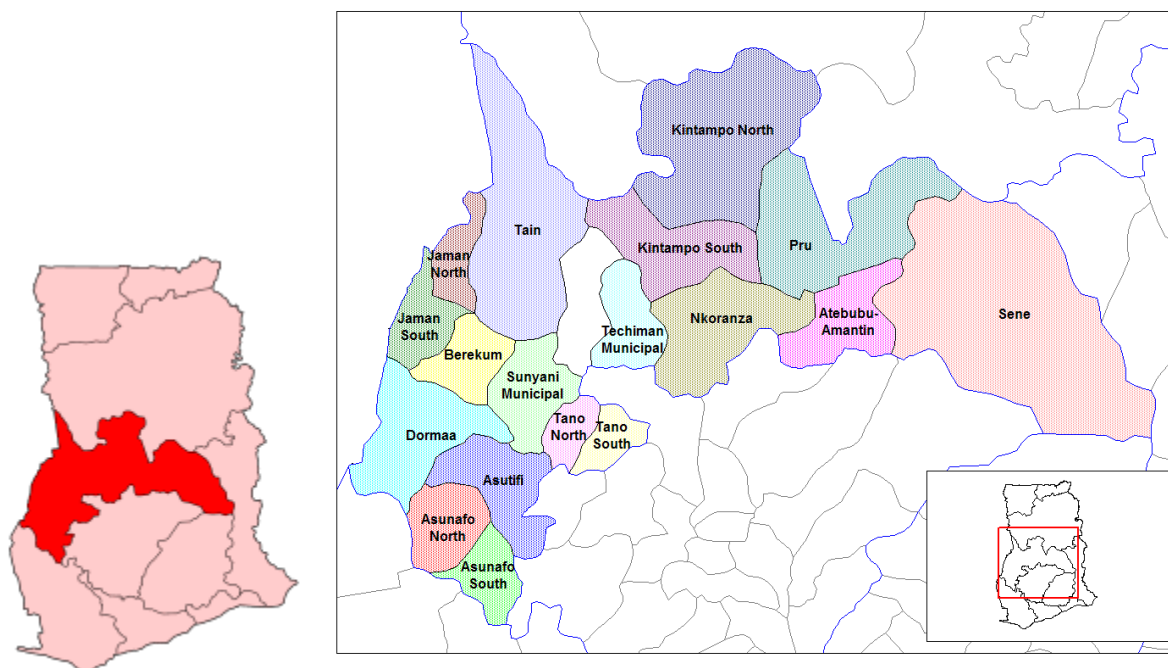 Kintampo North
Tain
Kintampo South
Pru
Jaman
North
Jaman
South
Berekum
Techiman
Municipal
Nkoranza
Atebubu-
Amantin
Sene
Sunyani
Municipal
Dormaa
Tano
North
Tano
South
Asutifi
Asunafo
North
Asunafo
South